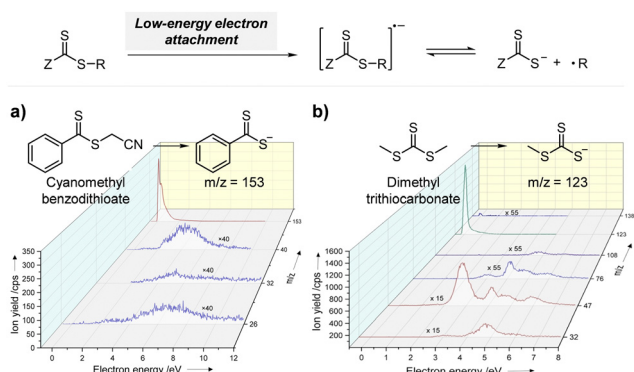 Low-energy electron
attachment
S
Z
S–R
S
Z
S–R
•−
S
Z
S−
+ •R
a)
S
S
CN
S
S−
Cyanomethyl
benzodithioate
m/z = 153
Ion yield /cps
350
300
250
200
150
100
50
0
×40
×40
×40
153
40
32
26
m/z
0
2
4
6
8
10
12
Electron energy /eV
b)
S
S
S
S
S
S−
Dimethyl
trithiocarbonate
m/z = 123
Ion yield /cps
1600
1400
1200
1000
800
600
400
200
x 55
x 55
x 55
x 15
x 15
138
123
108
76
47
32
m/z
0
1
2
3
4
5
6
7
8
Electron energy /eV